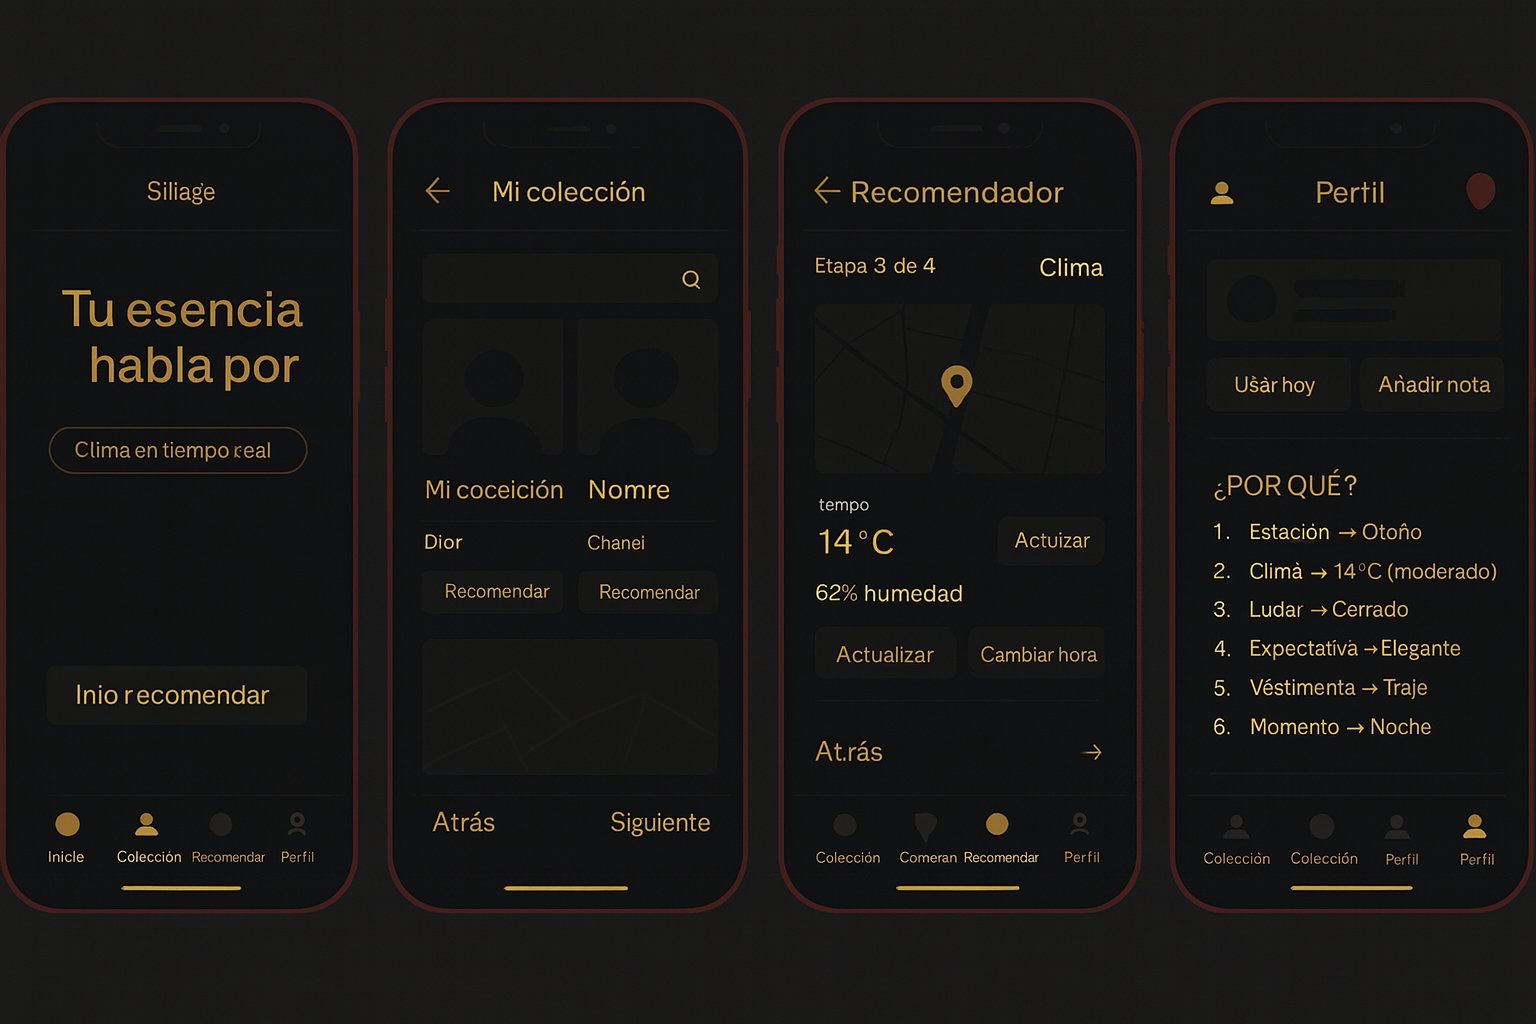 Siliage
Tu esencia
habla por
Clima en tiempo real
Inio recomendar
Inicle
Colección
Recomendar
Perfil
Mi colección
Mi coceición
Nomre
Dior
Chanei
Recomendar
Recomendar
Atrás
Siguiente
Recomendador
Etapa 3 de 4
Clima
tempo
14°C
Actuizar
62% humedad
Actualizar
Cambiar hora
At.rás
Colección
Comeran
Recomendar
Perfil
Pertil
Usàr hoy
Añadir nota
¿POR QUÉ?
1. Estación → Otoño
2. Climà → 14°C (moderado)
3. Ludar → Cerrado
4. Expectatívà → Elegante
5. Véstimenta → Traje
6. Momento → Noche
Colección
Colección
Perfil
Perfil